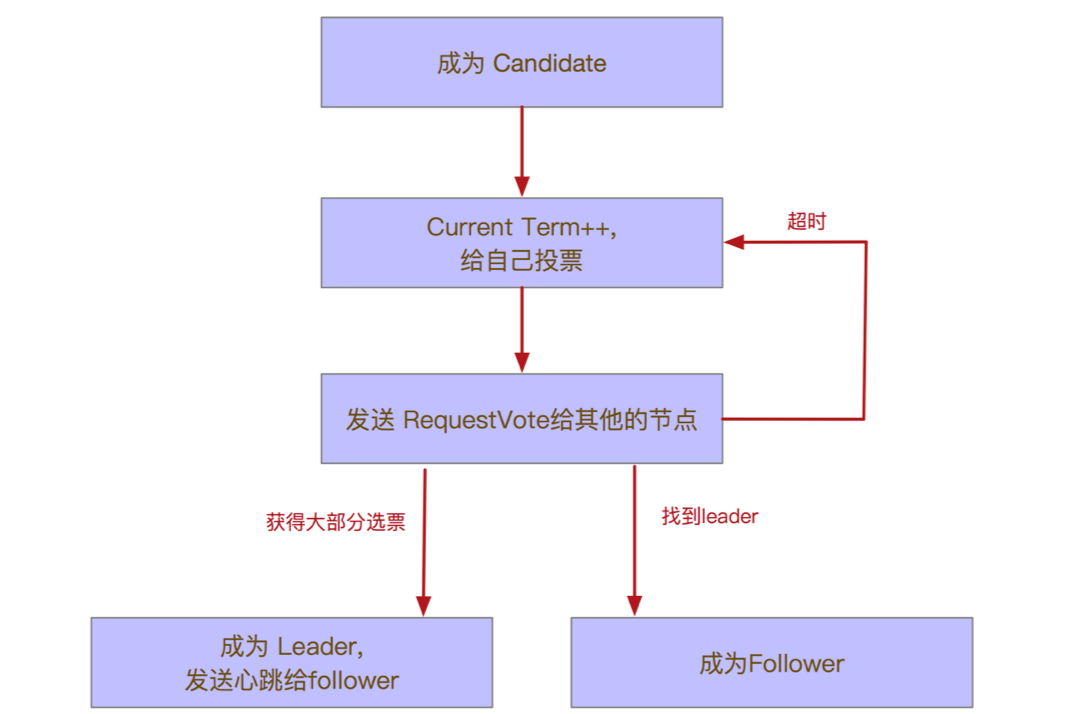 成为 Candidate
Current Term++,
给自己投票
超时
发送 RequestVote给其他的节点
获得大部分选票
找到leader
成为 Leader,
发送心跳给follower
成为Follower